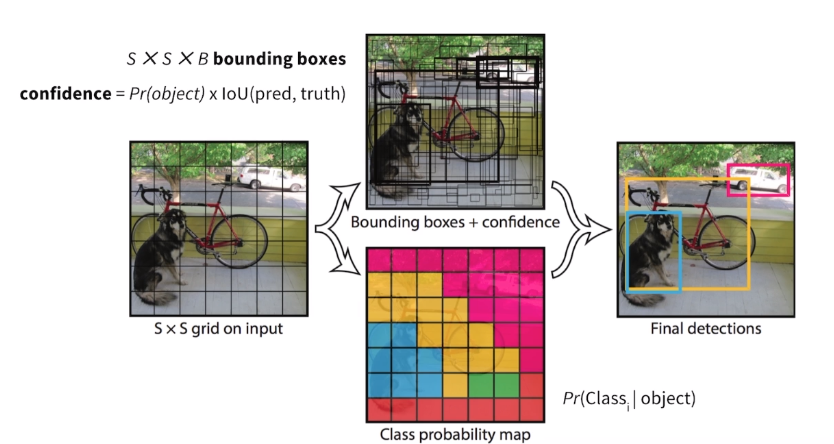 S X S X B bounding boxes
confidence = Pr(object) x IoU(pred, truth)
Bounding boxes + confidence
S × S grid on input
Final detections
Pr(Classi | object)
Class probability map